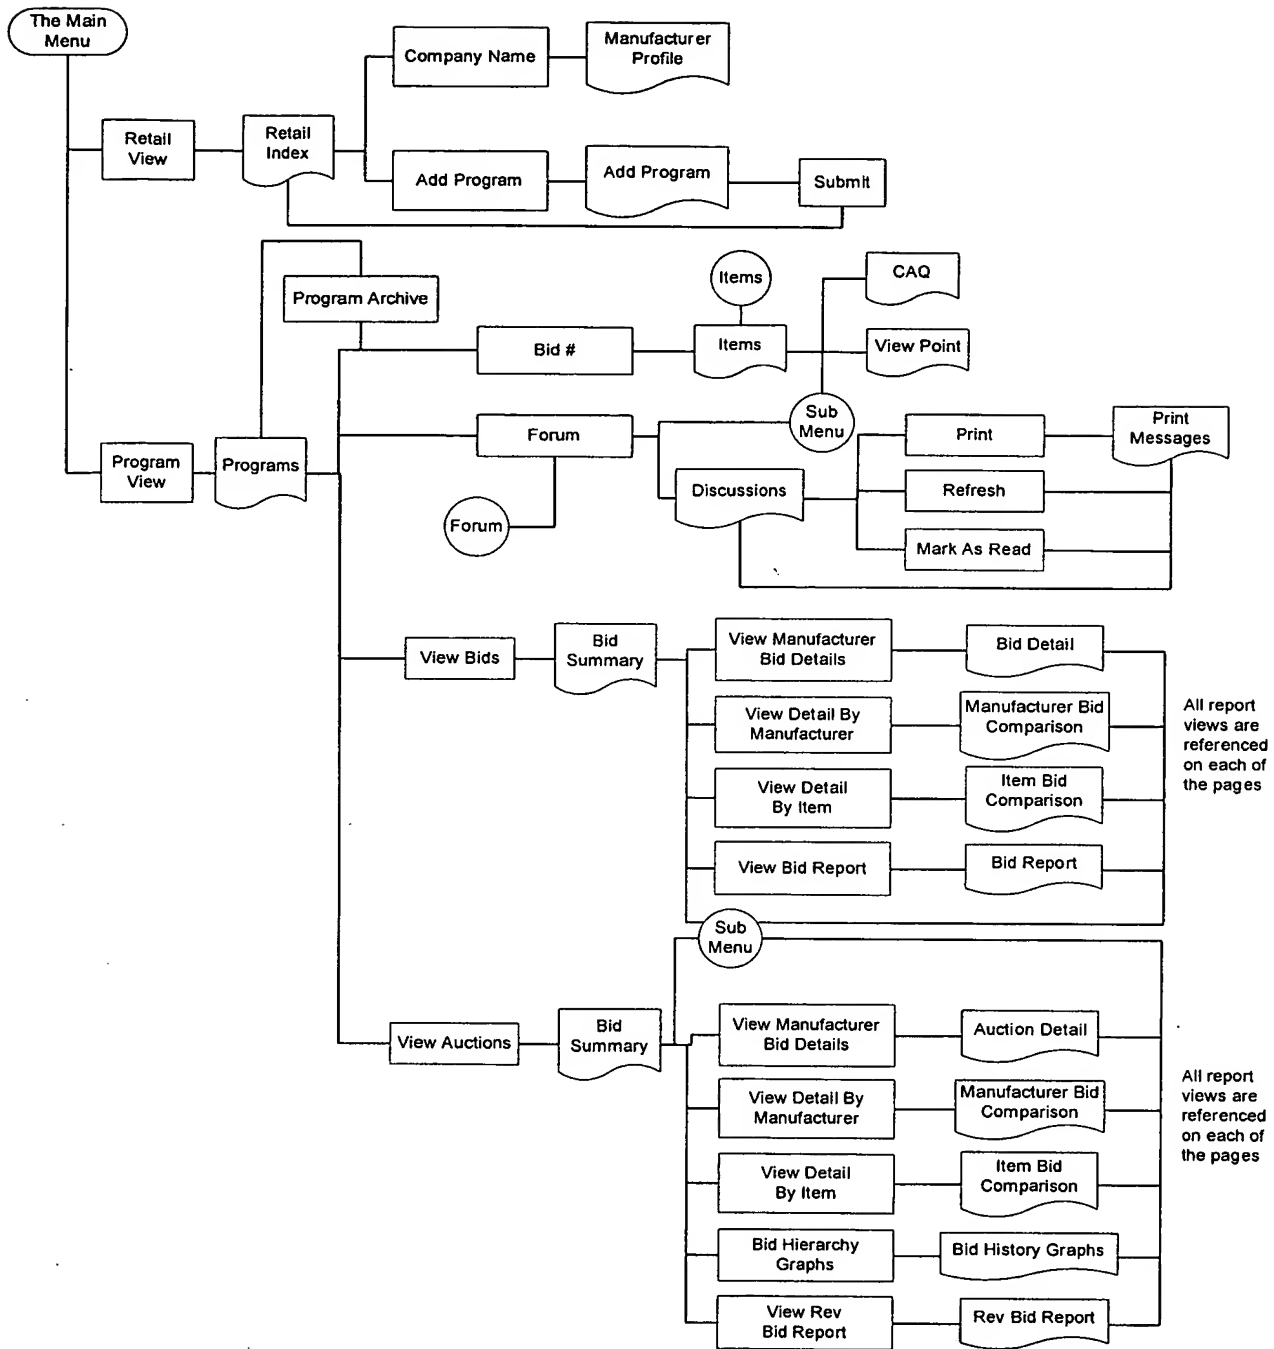 The Main
Menu
Company Name
Manufacturer
Profile
Retail
View
Retail
Index
Add Program
Add Program
Submit
Program Archive
Items
CAQ
Bid #
Items
View Point
Sub
Menu
Forum
Print
Print
Messages
Program
View
Programs
Discussions
Refresh
Forum
Mark As Read
View Bids
Bid
Summary
View Manufacturer
Bid Details
Bid Detail
View Detail By
Manufacturer
Manufacturer Bid
Comparison
View Detail
By Item
Item Bid
Comparison
View Bid Report
Bid Report
All report
views are
referenced
on each of
the pages
Sub
Menu
View Auctions
Bid
Summary
View Manufacturer
Bid Details
Auction Detail
View Detail By
Manufacturer
Manufacturer Bid
Comparison
View Detail
By Item
Item Bid
Comparison
Bid Hierarchy
Graphs
Bid History Graphs
View Rev
Bid Report
Rev Bid Report
All report
views are
referenced
on each of
the pages